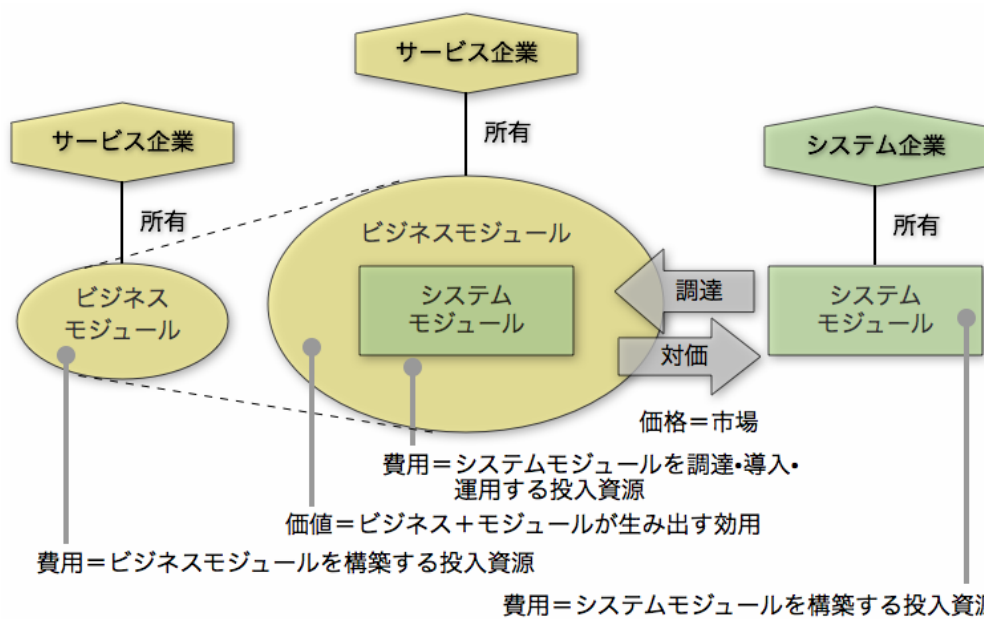 サービス企業
サービス企業
所有
システム企業
所有
所有
ビジネスモジュール
ビジネス
モジュール
システム
モジュール
調達
システム
モジュール
対価
価格＝市場
費用＝システムモジュールを調達・導入・
運用する投入資源
価値＝ビジネス＋モジュールが生み出す効用
費用＝ビジネスモジュールを構築する投入資源
費用＝システムモジュールを構築する投入資